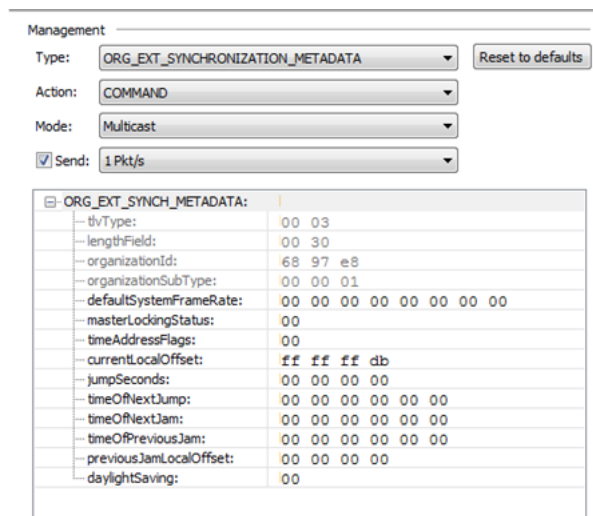 Management
Type: ORG_EXT_SYNCHRONIZATION_METADATA Reset to defaults
Action: COMMAND
Mode: Multicast
Send: 1 Pkt/s
ORG_EXT_SYNCH_METADATA:
tlvType: 00 03
lengthField: 00 30
organizationId: 68 97 e8
organizationSubType: 00 00 01
defaultSystemFrameRate: 00 00 00 00 00 00 00 00
masterLockingStatus: 00
timeAddressFlags: 00
currentLocalOffset: ff ff ff db
jumpSeconds: 00 00 00 00
timeOfNextJump: 00 00 00 00 00 00
timeOfNextJam: 00 00 00 00 00 00
timeOfPreviousJam: 00 00 00 00 00 00
previousJamLocalOffset: 00 00 00 00
daylightSaving: 00